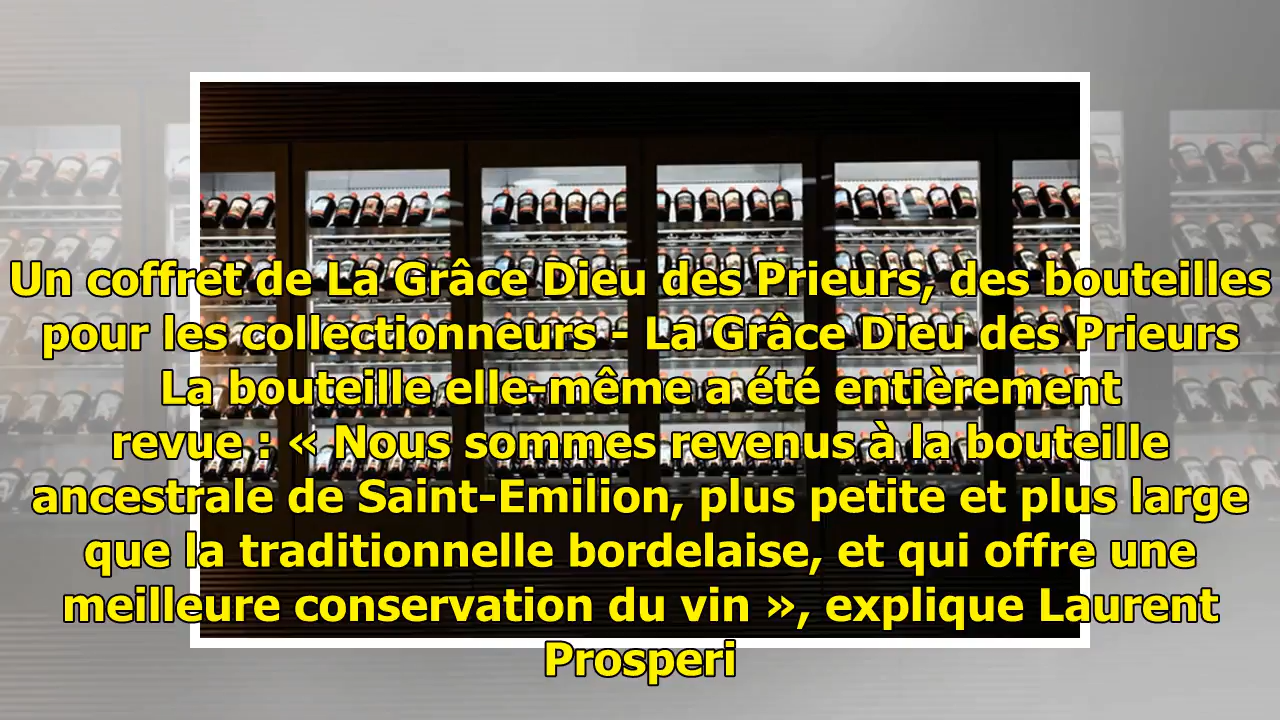 Un coffret de La Grâce Dieu des Prieurs, des bouteilles
pour les collectionneurs - La Grâce Dieu des Prieurs
La bouteille elle-même a été entièrement
revue : « Nous sommes revenus à la bouteille
ancestrale de Saint-Emilion, plus petite et plus large
que la traditionnelle bordelaise, et qui offre une
meilleure conservation du vin », explique Laurent
Prosperi